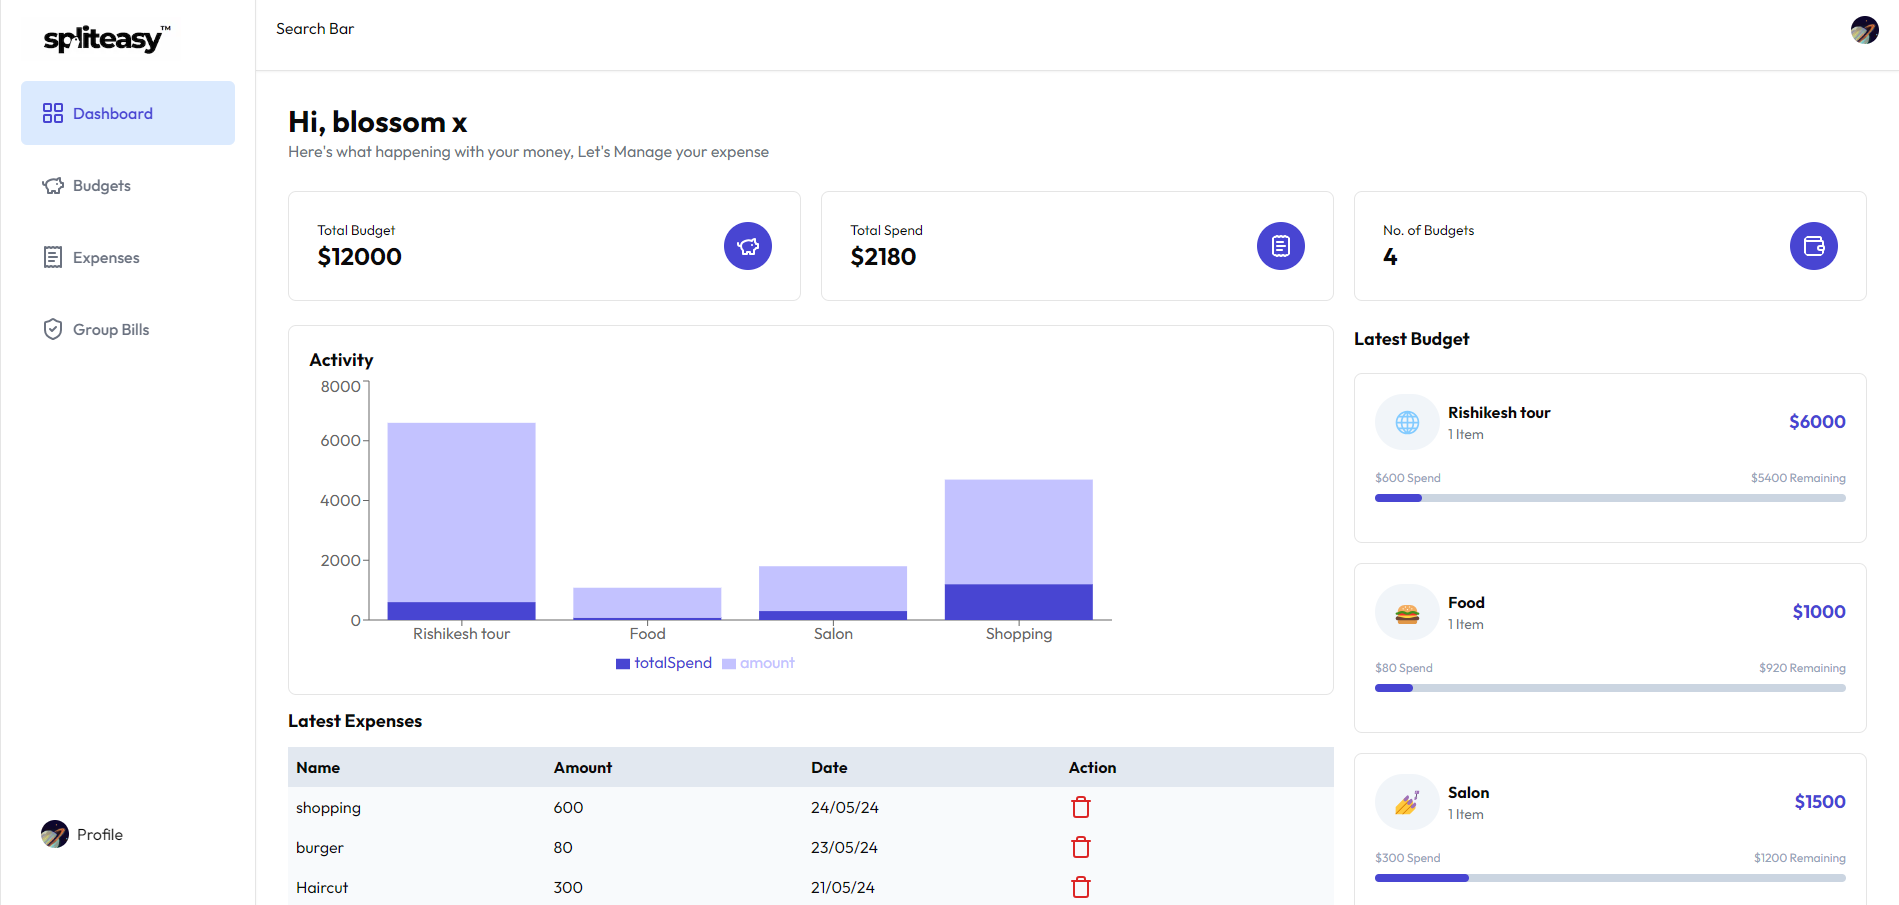 spliteasy™
Search Bar
Dashboard
Budgets
Expenses
Group Bills
Profile
Hi, blossom x
Here's what happening with your money, Let's Manage your expense
Total Budget
$12000
Total Spend
$2180
No. of Budgets
4
Activity
8000
6000
4000
2000
0
Rishikesh tour Food Salon Shopping
totalSpend amount
Latest Expenses
Name Amount Date Action
shopping 600 24/05/24
burger 80 23/05/24
Haircut 300 21/05/24
Latest Budget
Rishikesh tour
1 Item
$6000
$600 Spend $5400 Remaining
Food
1 Item
$1000
$80 Spend $920 Remaining
Salon
1 Item
$1500
$300 Spend $1200 Remaining